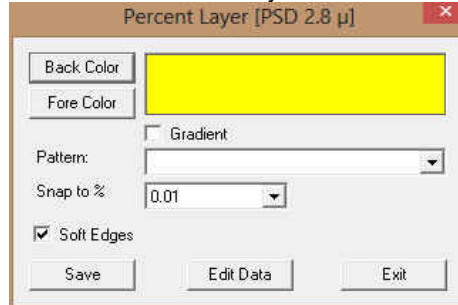 Percent Layer [PSD 2.8 µ]
Back Color
Fore Color
Gradient
Pattern:
Snap to % 0.01
Soft Edges
Save Edit Data Exit